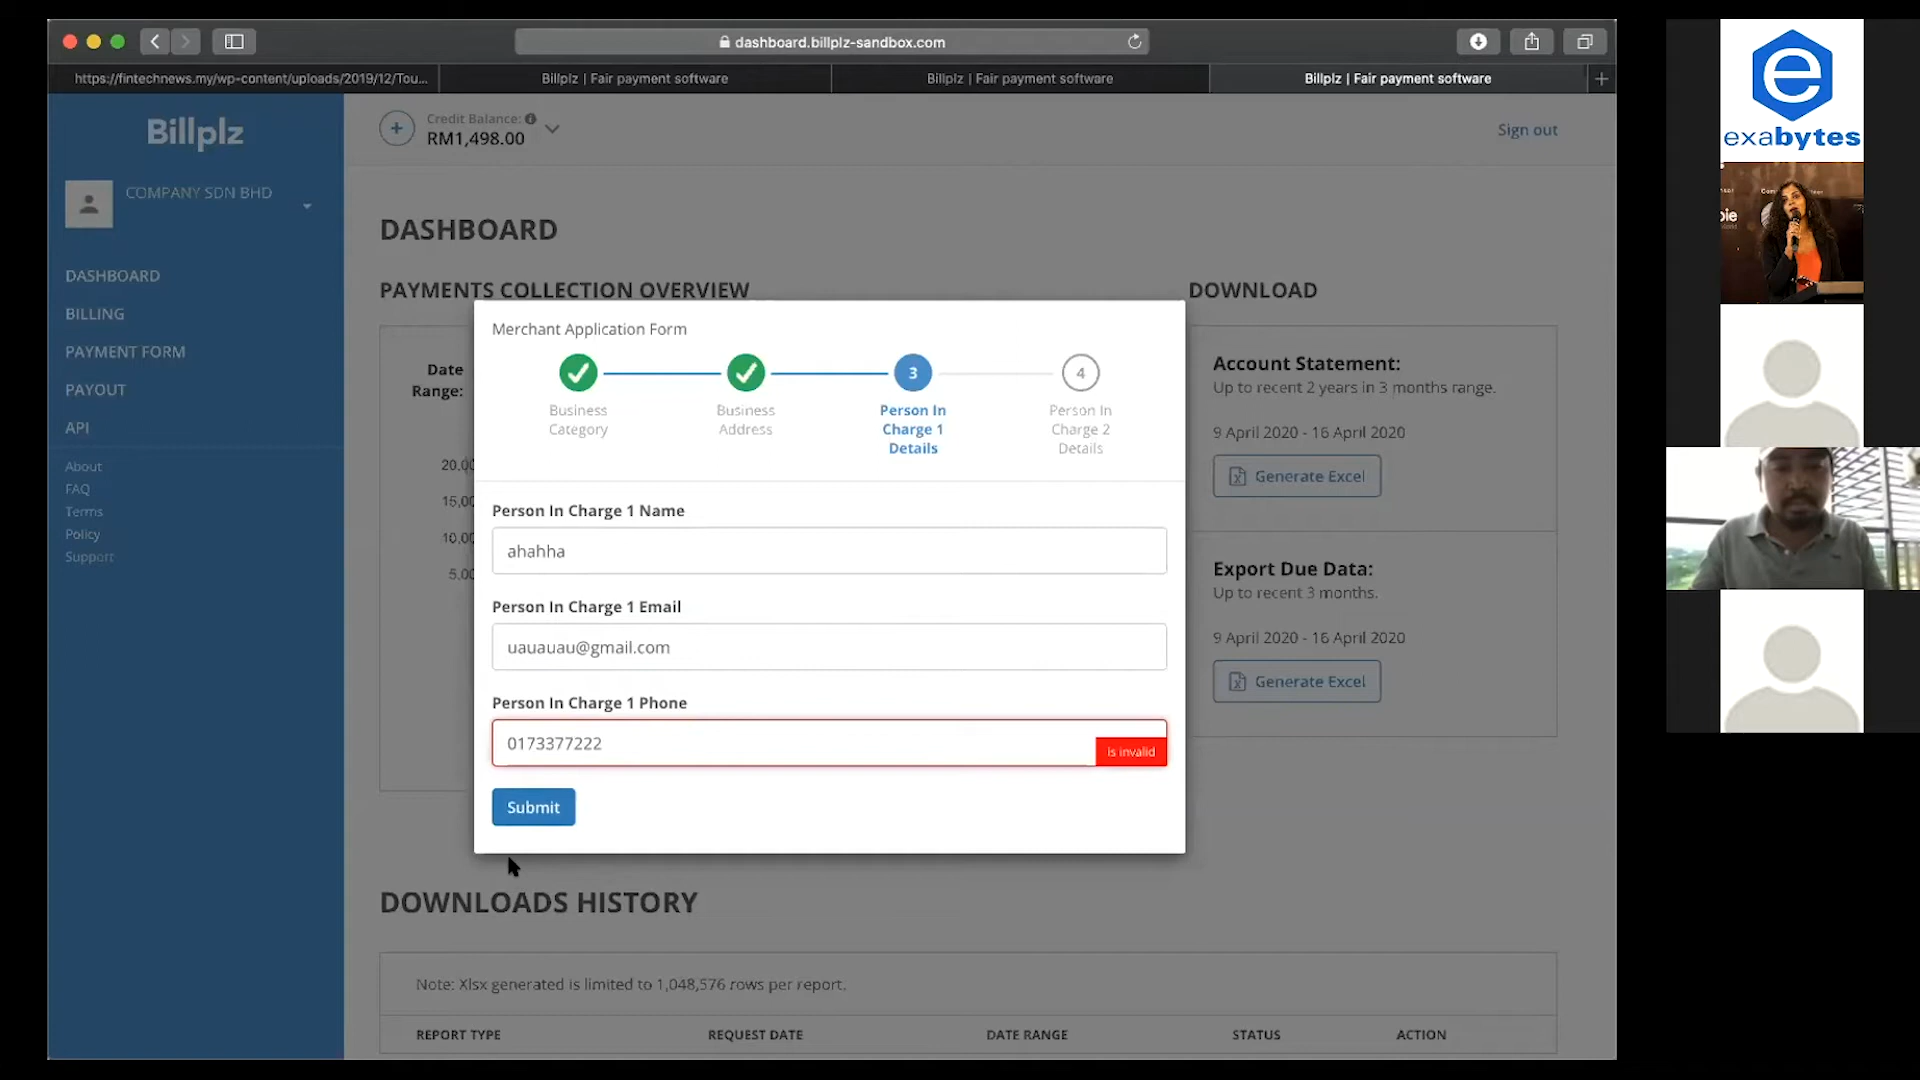 dashboard.billplz-sandbox.com
https://fintechnews.my/wp-content/uploads/2019/12/Tou...
Billplz | Fair payment software
Billplz | Fair payment software
Billplz | Fair payment software
Billplz
COMPANY SDN BHD
DASHBOARD
BILLING
PAYMENT FORM
PAYOUT
API
About
FAQ
Terms
Policy
Support
Credit Balance:
RM1,498.00
Sign out
DASHBOARD
PAYMENTS COLLECTION OVERVIEW
Date
Range:
20,00
15,00
10,00
5,00
Merchant Application Form
3
4
Business
Category
Business
Address
Person In
Charge 1
Details
Person In
Charge 2
Details
Person In Charge 1 Name
ahahha
Person In Charge 1 Email
uauauau@gmail.com
Person In Charge 1 Phone
0173377222
is invalid
Submit
DOWNLOAD
Account Statement:
Up to recent 2 years in 3 months range.
9 April 2020 - 16 April 2020
Generate Excel
Export Due Data:
Up to recent 3 months.
9 April 2020 - 16 April 2020
Generate Excel
DOWNLOADS HISTORY
Note: Xlsx generated is limited to 1,048,576 rows per report.
REPORT TYPE
REQUEST DATE
DATE RANGE
STATUS
ACTION
exabytes